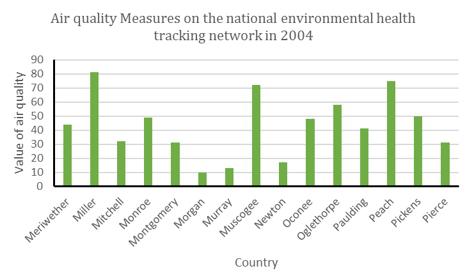 Air quality Measures on the national environmental health
tracking network in 2004
Value of air quality
90
80
70
60
50
40
30
20
10
0
Meriwether
Miller
Mitchell
Monroe
Montgomery
Morgan
Murray
Muscogee
Newton
Oconee
Oglethorpe
Paulding
Peach
Pickens
Pierce
Country